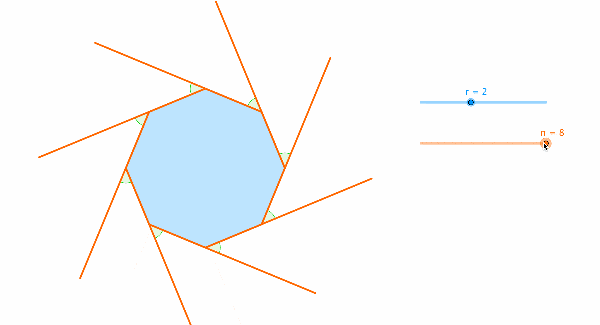 r = 2
n = 8